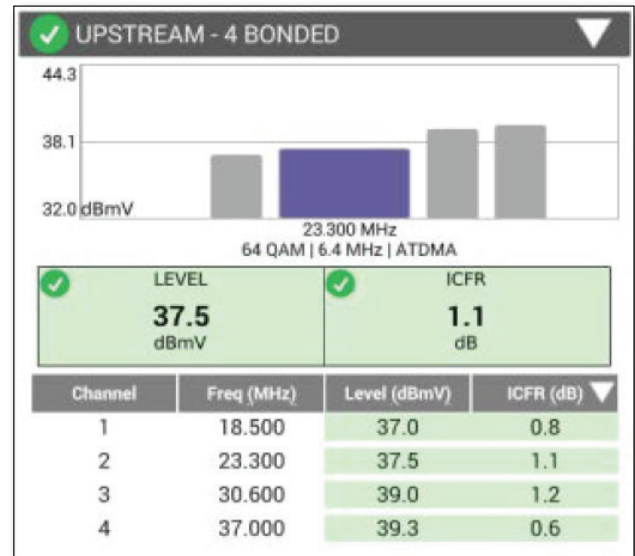 UPSTREAM - 4 BONDED
44.3
38.1
32.0 dBmV
23.300 MHz
64 QAM | 6.4 MHz | ATDMA
LEVEL ICFR
37.5 1.1
dBmV dB
Channel Freq (MHz) Level (dBmV) ICFR (dB)
1 18.500 37.0 0.8
2 23.300 37.5 1.1
3 30.600 39.0 1.2
4 37.000 39.3 0.6